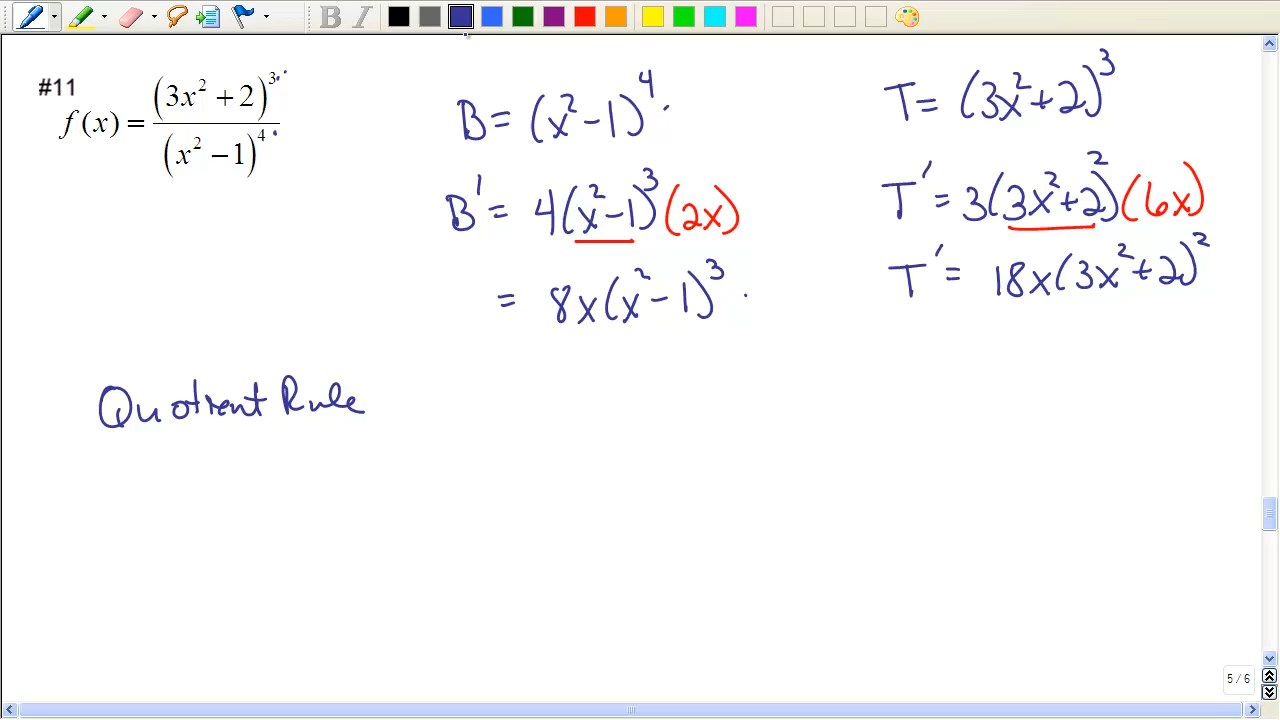 #11
f(x) = (3x² + 2)³ / (x² − 1)⁴
B = (x² − 1)⁴
B' = 4(x² − 1)³(2x)
= 8x(x² − 1)³
T = (3x² + 2)³
T' = 3(3x² + 2)²(6x)
T' = 18x(3x² + 2)²
Quotient Rule
B I
5 / 6